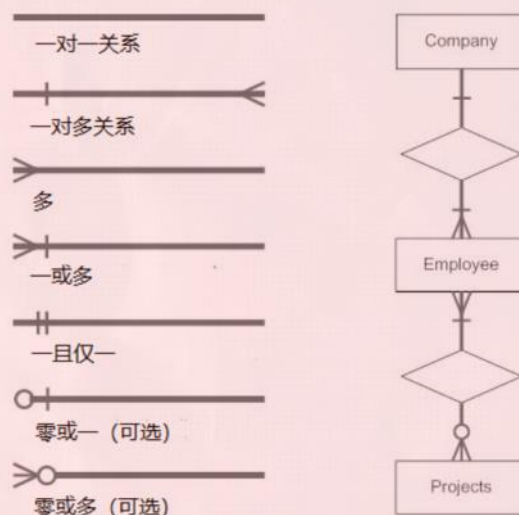 一对一关系
一对多关系
多
一或多
一且仅一
零或一（可选）
零或多（可选）
Company
Employee
Projects